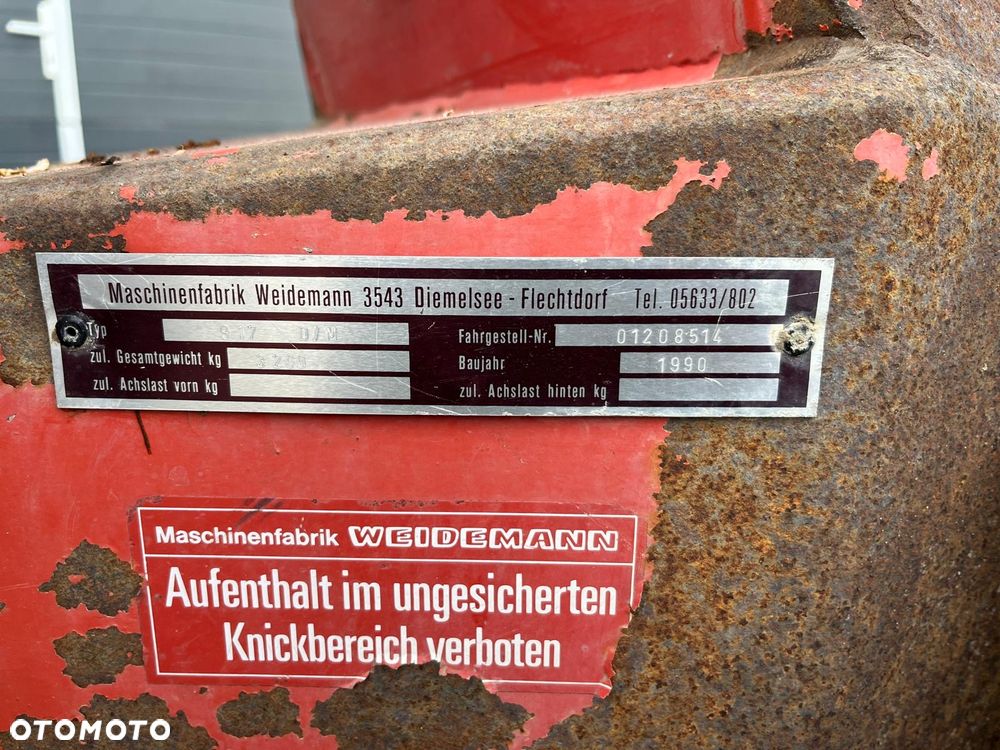 Maschinenfabrik Weidemann 3543 Diemelsee - Flechtdorf Tel. 05633/802
Typ D/M
Fahrgestell-Nr. 01208514
zul. Gesamtgewicht kg
Baujahr 1990
zul. Achslast vorn kg
zul. Achslast hinten kg
Maschinenfabrik WEIDEMANN
Aufenthalt im ungesicherten
Knickbereich verboten
OTOMOTO